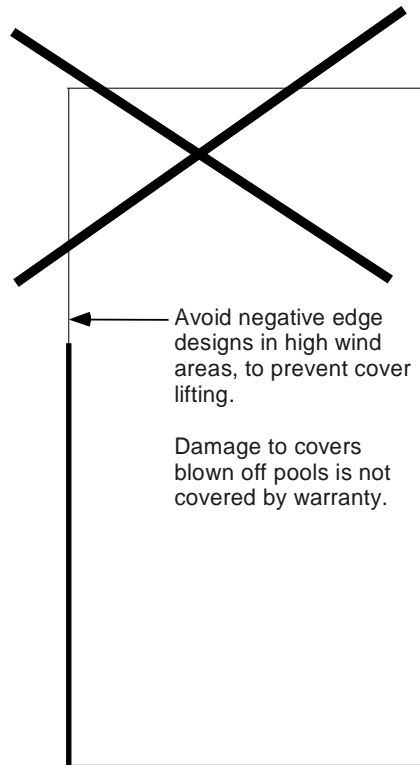 Avoid negative edge
designs in high wind
areas, to prevent cover
lifting.
Damage to covers
blown off pools is not
covered by warranty.